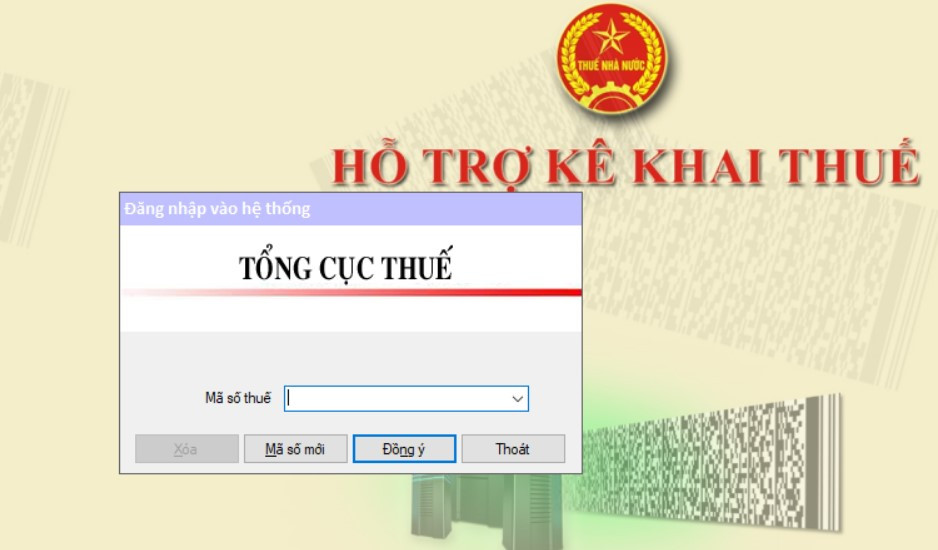 THUẾ NHÀ NƯỚC
HỖ TRỢ KÊ KHAI THUẾ
Đăng nhập vào hệ thống
TỔNG CỤC THUẾ
Mã số thuế
Xóa
Mã số mới
Đồng ý
Thoát